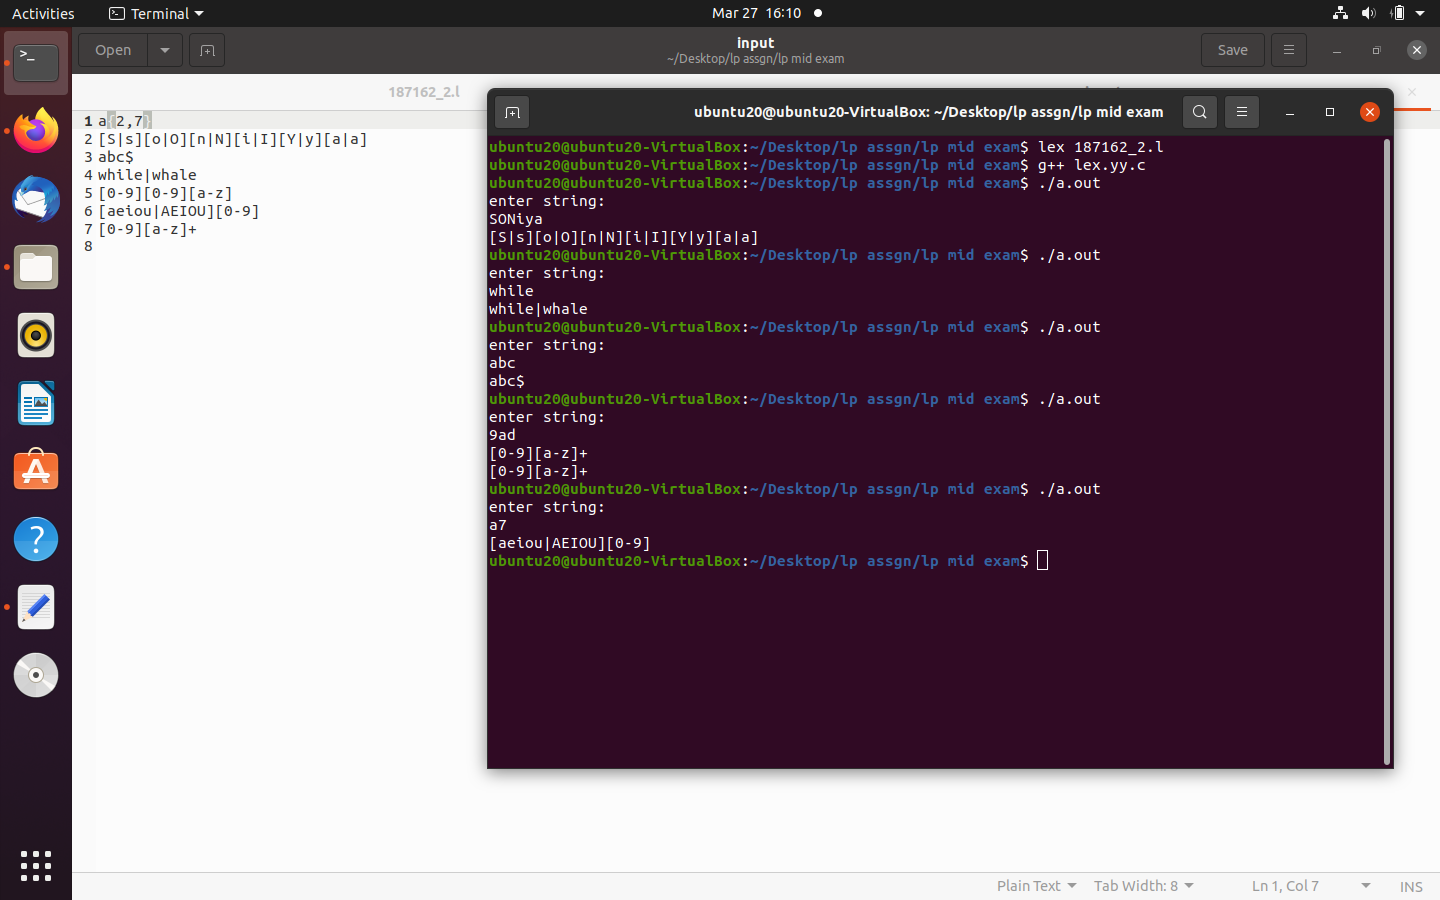 Activities
Terminal
Mar 27 16:10
Open
input
~/Desktop/lp assgn/lp mid exam
Save
187162_2.l
1 a{2,7}
2 [S|s][o|O][n|N][i|I][Y|y][a|a]
3 abc$
4 while|whale
5 [0-9][0-9][a-z]
6 [aeiou|AEIOU][0-9]
7 [0-9][a-z]+
8
ubuntu20@ubuntu20-VirtualBox: ~/Desktop/lp assgn/lp mid exam
ubuntu20@ubuntu20-VirtualBox:~/Desktop/lp assgn/lp mid exam$ lex 187162_2.l
ubuntu20@ubuntu20-VirtualBox:~/Desktop/lp assgn/lp mid exam$ g++ lex.yy.c
ubuntu20@ubuntu20-VirtualBox:~/Desktop/lp assgn/lp mid exam$ ./a.out
enter string:
SONiya
[S|s][o|O][n|N][i|I][Y|y][a|a]
ubuntu20@ubuntu20-VirtualBox:~/Desktop/lp assgn/lp mid exam$ ./a.out
enter string:
while
while|whale
ubuntu20@ubuntu20-VirtualBox:~/Desktop/lp assgn/lp mid exam$ ./a.out
enter string:
abc
abc$
ubuntu20@ubuntu20-VirtualBox:~/Desktop/lp assgn/lp mid exam$ ./a.out
enter string:
9ad
[0-9][a-z]+
[0-9][a-z]+
ubuntu20@ubuntu20-VirtualBox:~/Desktop/lp assgn/lp mid exam$ ./a.out
enter string:
a7
[aeiou|AEIOU][0-9]
ubuntu20@ubuntu20-VirtualBox:~/Desktop/lp assgn/lp mid exam$
Plain Text
Tab Width: 8
Ln 1, Col 7
INS